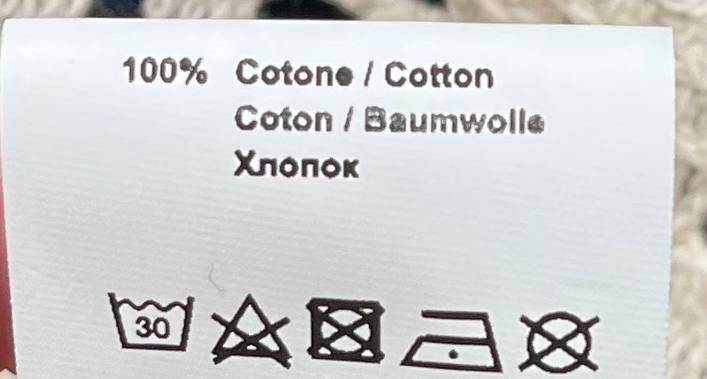 100% Cotone / Cotton
Coton / Baumwolle
Хлопок
30